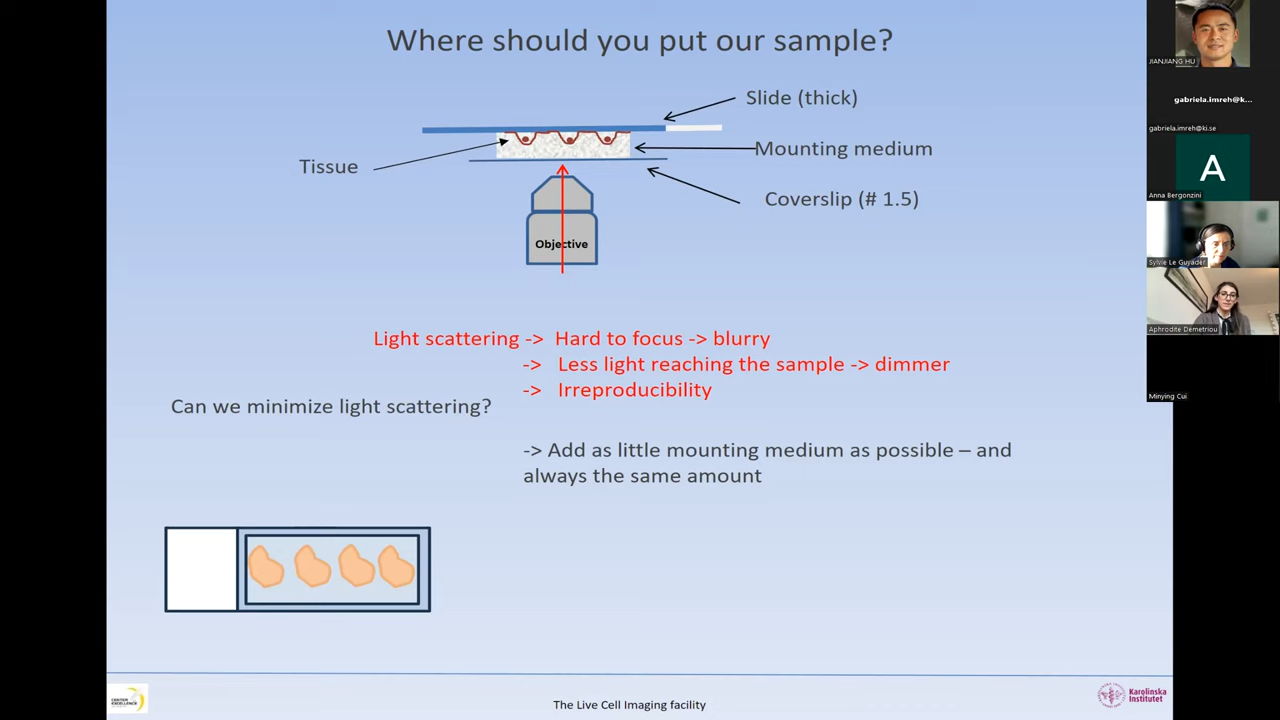 Where should you put our sample?
Slide (thick)
Tissue
Mounting medium
Coverslip (# 1.5)
Objective
Light scattering -> Hard to focus -> blurry
-> Less light reaching the sample -> dimmer
-> Irreproducibility
Can we minimize light scattering?
-> Add as little mounting medium as possible – and
always the same amount
The Live Cell Imaging facility
Karolinska
Institutet
JIANJIANG HU
gabriela.imreh@k...
gabriela.imreh@ki.se
A
Anna Bergonzini
Sylvie Le Guyader
Aphrodite Demetriou
Minying Cui